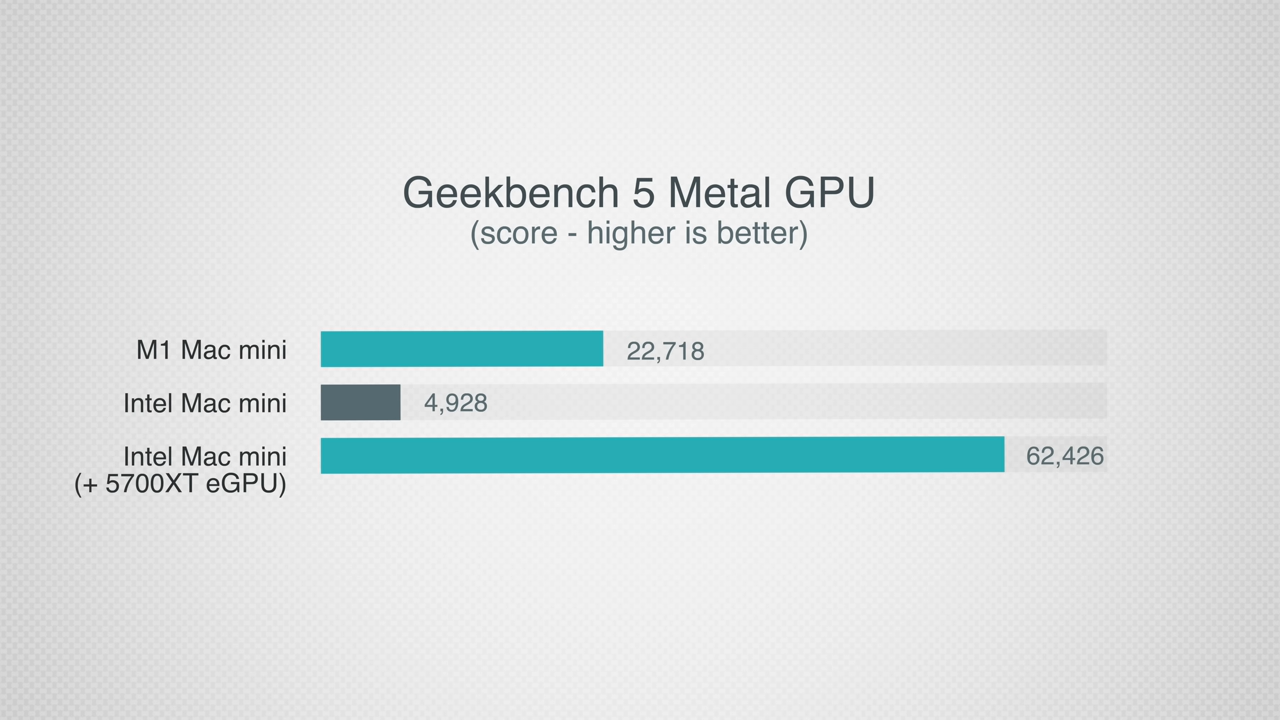 Geekbench 5 Metal GPU
(score - higher is better)
M1 Mac mini 22,718
Intel Mac mini 4,928
Intel Mac mini 62,426
(+ 5700XT eGPU)